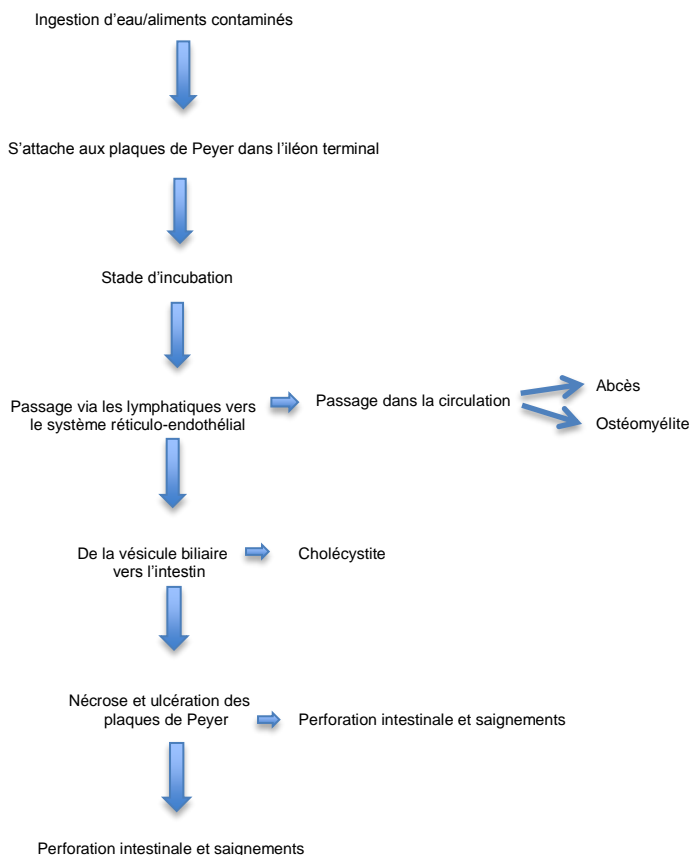 Ingestion d’eau/aliments contaminés
S’attache aux plaques de Peyer dans l’iléon terminal
Stade d’incubation
Passage via les lymphatiques vers
le système réticulo-endothélial
Passage dans la circulation
Abcès
Ostéomyélite
De la vésicule biliaire
vers l’intestin
Cholécystite
Nécrose et ulcération des
plaques de Peyer
Perforation intestinale et saignements
Perforation intestinale et saignements